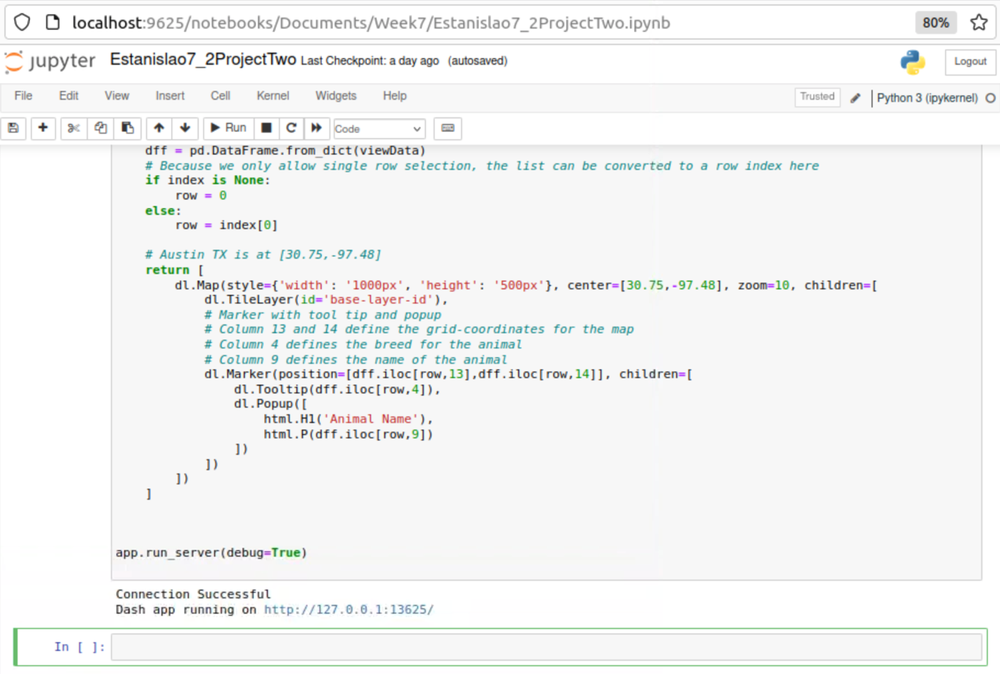 localhost:9625/notebooks/Documents/Week7/Estanislao7_2ProjectTwo.ipynb 80%
jupyter Estanislao7_2ProjectTwo Last Checkpoint: a day ago (autosaved) Logout
File Edit View Insert Cell Kernel Widgets Help Trusted Python 3 (ipykernel)
Run Code
dff = pd.DataFrame.from_dict(viewData)
# Because we only allow single row selection, the list can be converted to a row index here
if index is None:
row = 0
else:
row = index[0]
# Austin TX is at [30.75,-97.48]
return [
dl.Map(style={'width': '1000px', 'height': '500px'}, center=[30.75,-97.48], zoom=10, children=[
dl.TileLayer(id='base-layer-id'),
# Marker with tool tip and popup
# Column 13 and 14 define the grid-coordinates for the map
# Column 4 defines the breed for the animal
# Column 9 defines the name of the animal
dl.Marker(position=[dff.iloc[row,13],dff.iloc[row,14]], children=[
dl.Tooltip(dff.iloc[row,4]),
dl.Popup([
html.H1('Animal Name'),
html.P(dff.iloc[row,9])
])
])
])
]
app.run_server(debug=True)
Connection Successful
Dash app running on http://127.0.0.1:13625/
In [ ]: